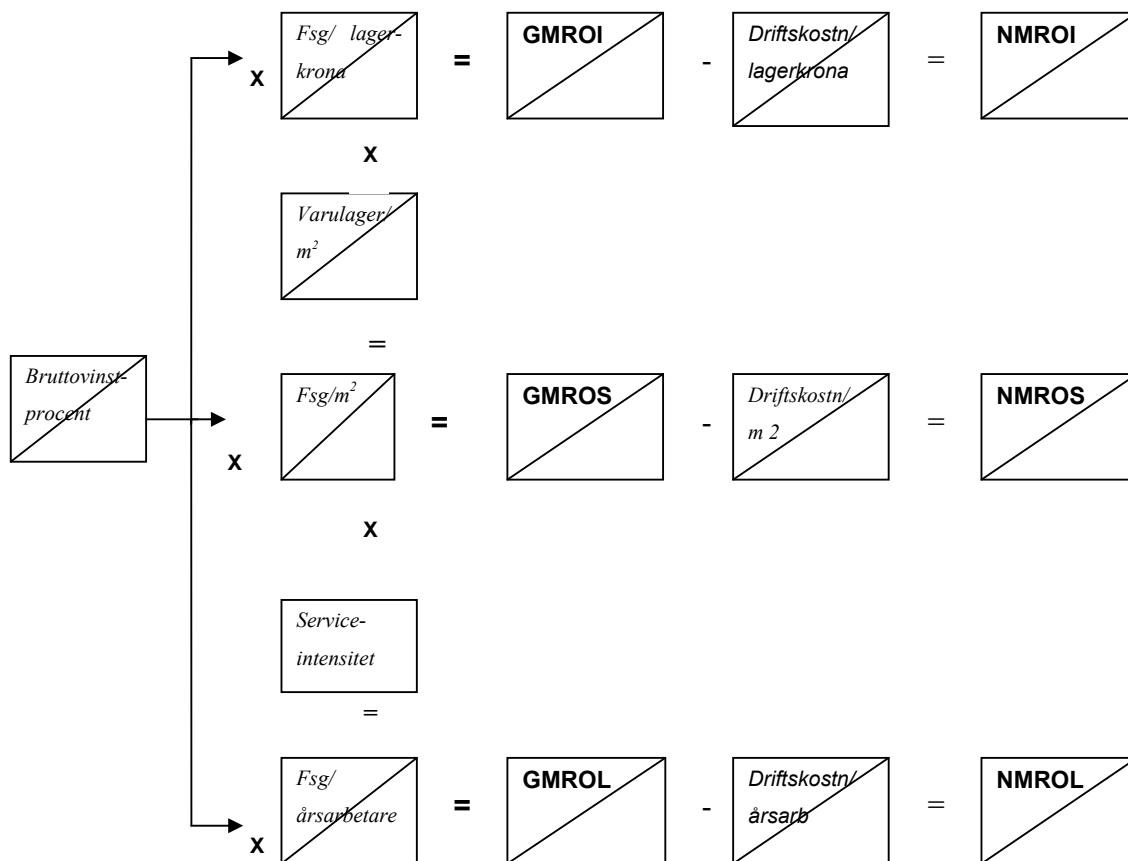 Fsg/ lager-
krona
X
=
GMROI
-
Driftskostn/
lagerkrona
=
NMROI
X
Varulager/
m²
=
Bruttovinst-
procent
X
Fsg/m²
=
GMROS
-
Driftskostn/
m 2
=
NMROS
X
Service-
intensitet
=
X
Fsg/
årsarbetare
=
GMROL
-
Driftskostn/
årsarb
=
NMROL